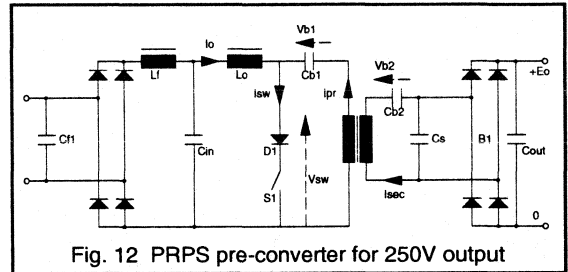 Vb1
Io
Lf
Lo
Cb1
Vb2
isw
ipr
Cb2
+Eo
Cf1
Cin
D1
Vsw
Cs
B1
Cout
S1
Isec
0
Fig. 12 PRPS pre-converter for 250V output